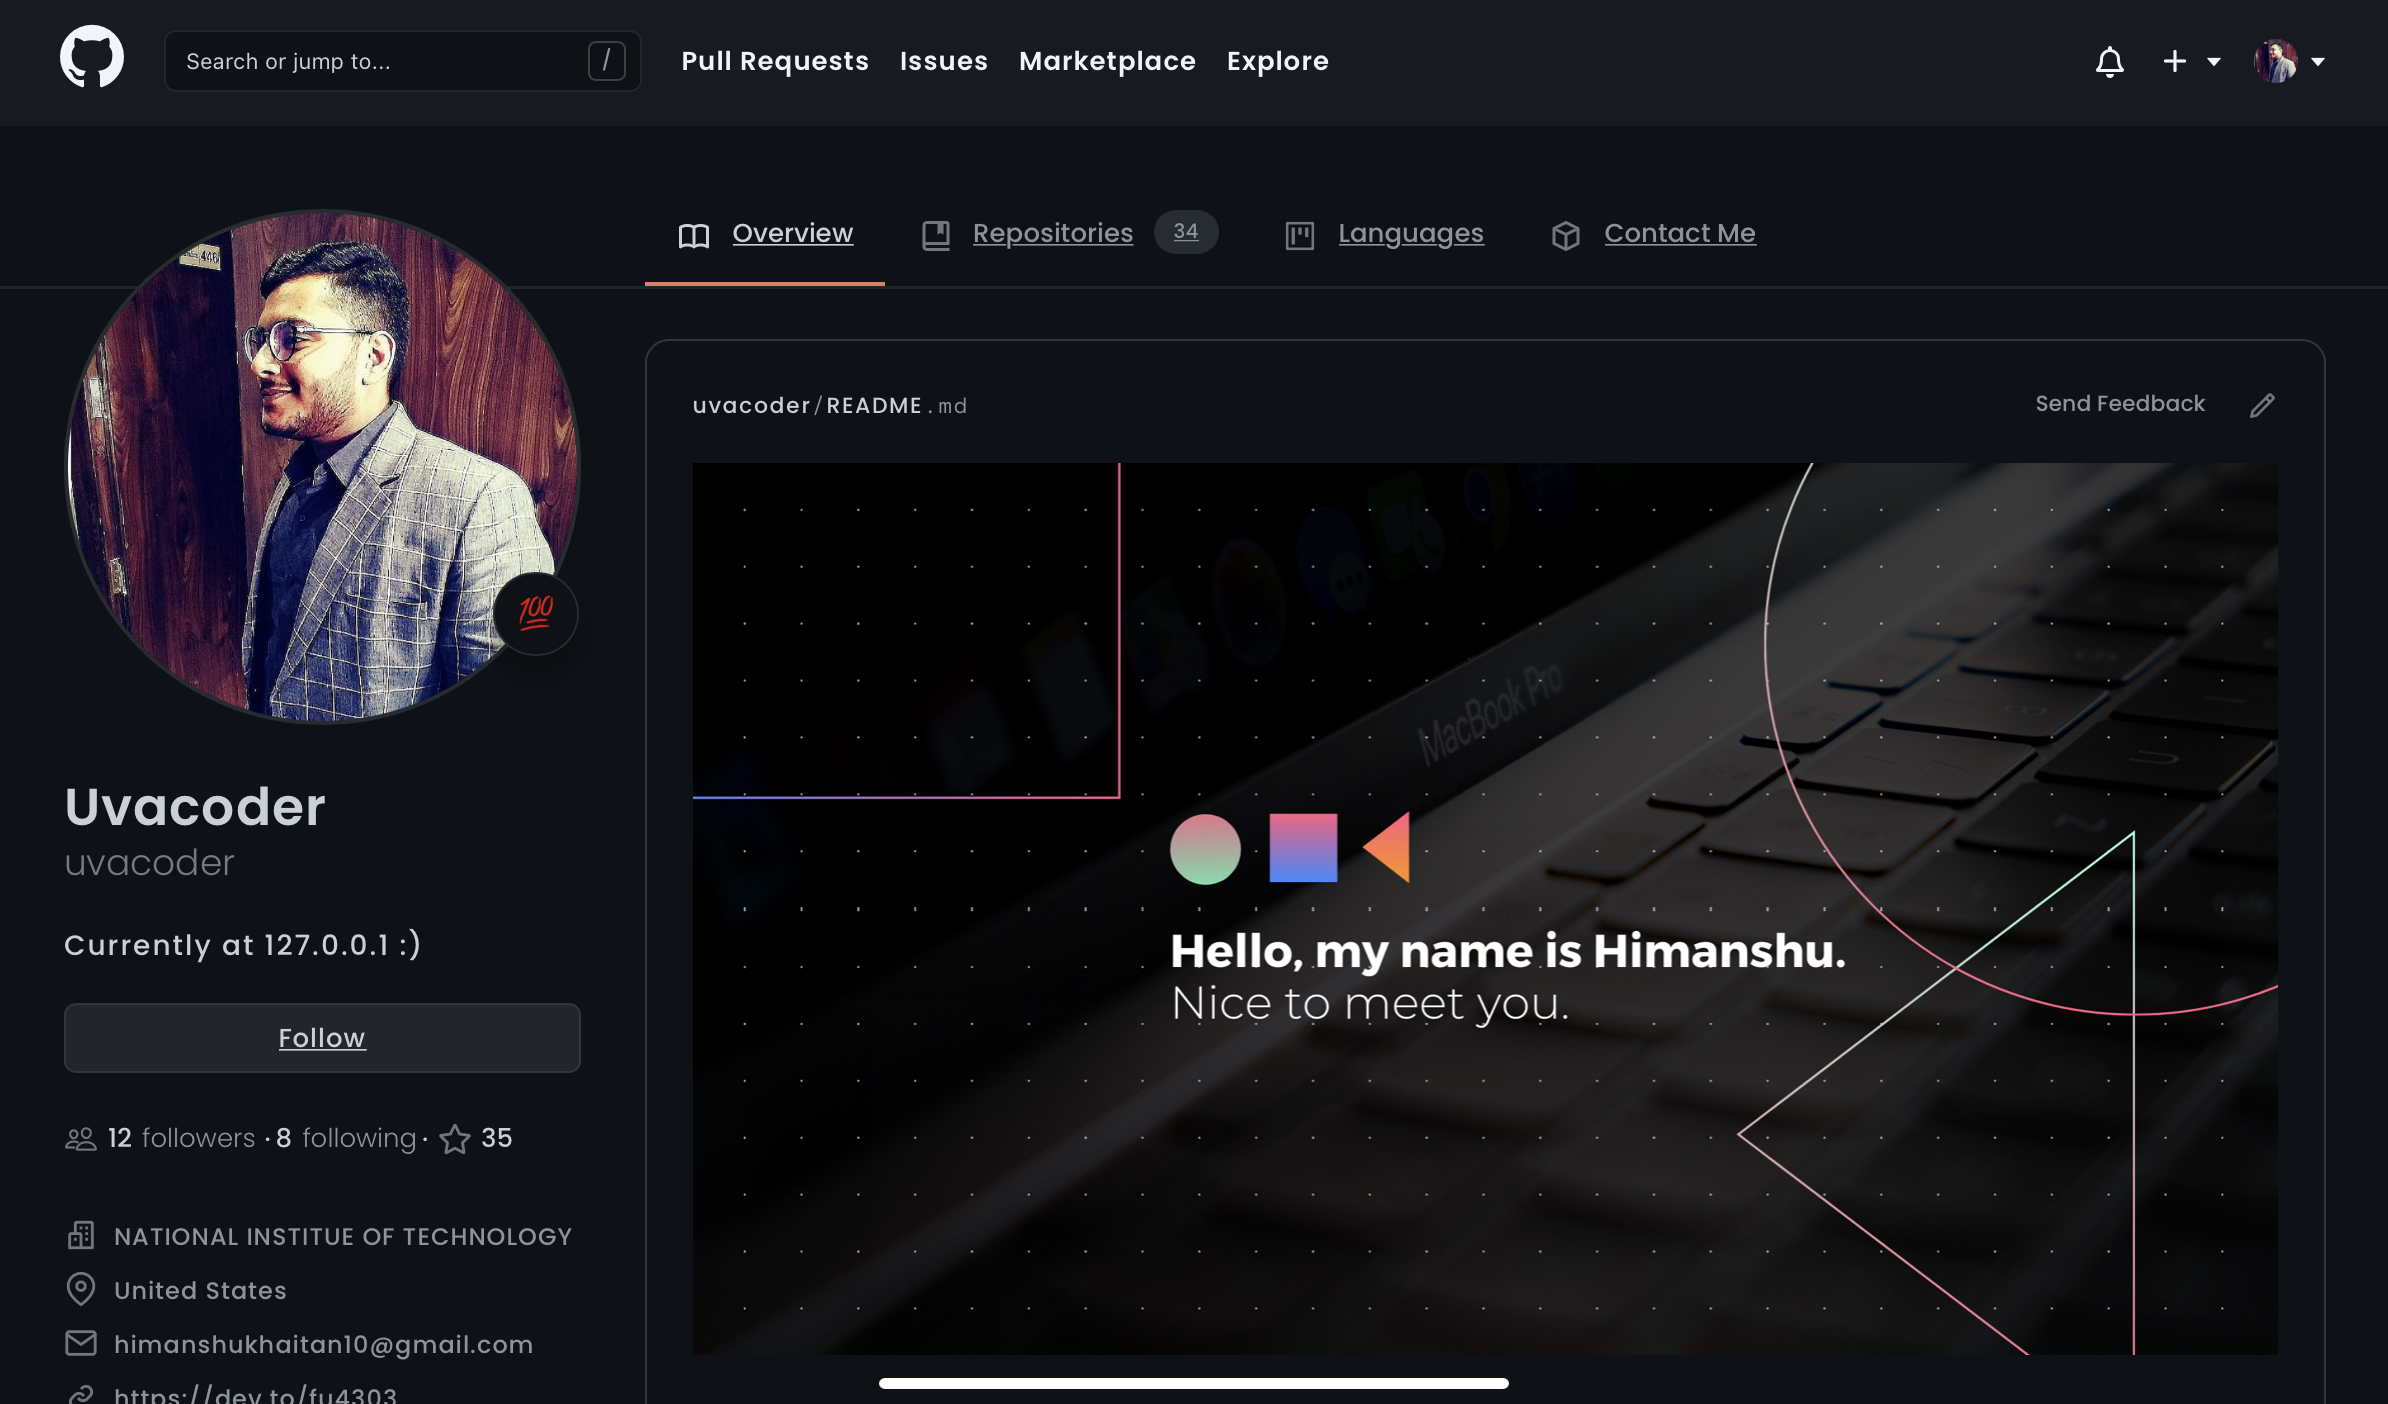 Search or jump to... /
Pull Requests Issues Marketplace Explore
Overview Repositories 34 Languages Contact Me
446
uvacoder/README.md
Send Feedback
MacBook Pro
100
Hello, my name is Himanshu.
Nice to meet you.
Uvacoder
uvacoder
Currently at 127.0.0.1 :)
Follow
12 followers · 8 following · 35
NATIONAL INSTITUE OF TECHNOLOGY
United States
himanshukhaitan10@gmail.com
https://dev.to/fu4303